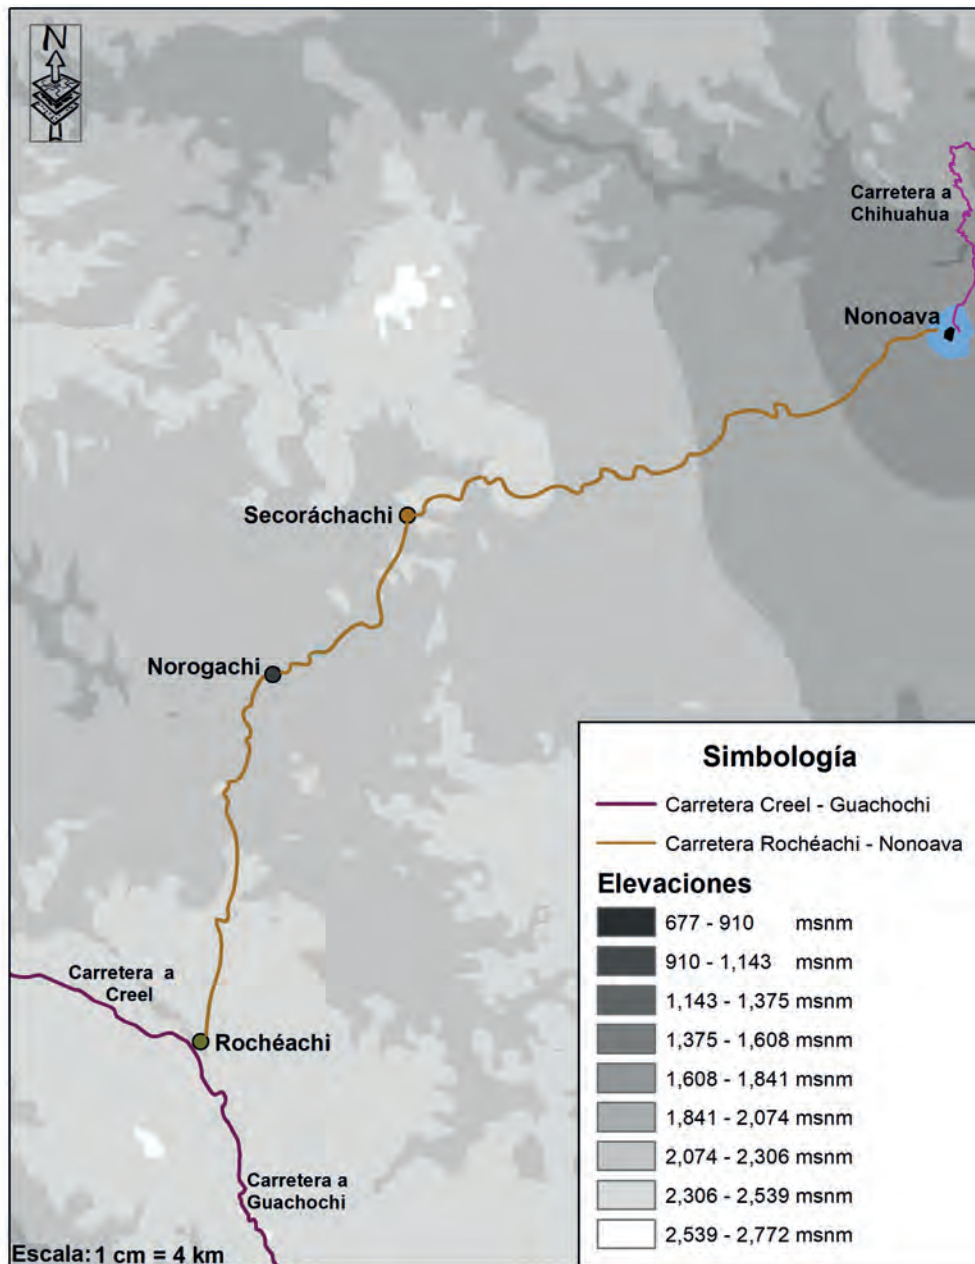 N
Carretera a
Chihuahua
Nonoava
Secoráchachi
Norogachi
Carretera a
Creel
Rochéachi
Carretera a
Guachochi
Escala: 1 cm = 4 km
Simbología
Carretera Creel - Guachochi
Carretera Rochéachi - Nonoava
Elevaciones
677 - 910 msnm
910 - 1,143 msnm
1,143 - 1,375 msnm
1,375 - 1,608 msnm
1,608 - 1,841 msnm
1,841 - 2,074 msnm
2,074 - 2,306 msnm
2,306 - 2,539 msnm
2,539 - 2,772 msnm